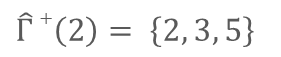 Γ̂⁺(2) = {2,3,5}